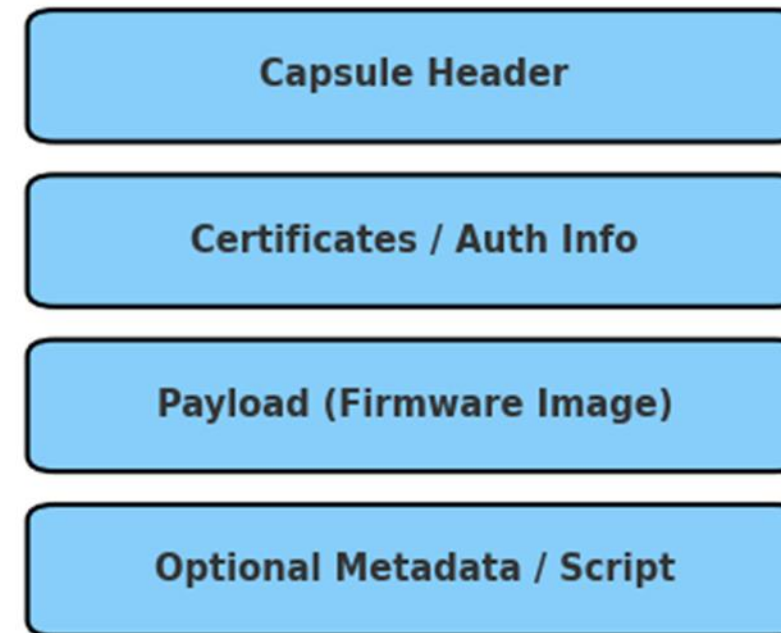 Capsule Header
Certificates / Auth Info
Payload (Firmware Image)
Optional Metadata / Script